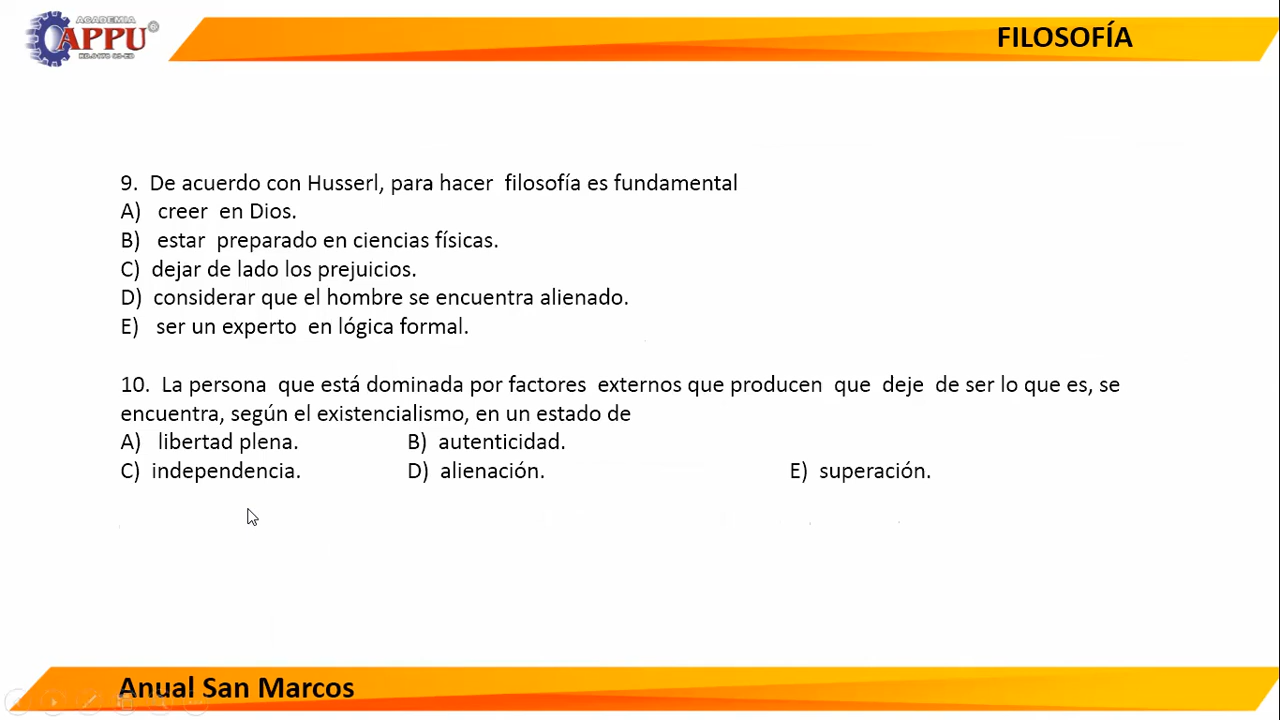 ACADEMIA
APPU
FILOSOFÍA
9. De acuerdo con Husserl, para hacer filosofía es fundamental
A) creer en Dios.
B) estar preparado en ciencias físicas.
C) dejar de lado los prejuicios.
D) considerar que el hombre se encuentra alienado.
E) ser un experto en lógica formal.
10. La persona que está dominada por factores externos que producen que deje de ser lo que es, se
encuentra, según el existencialismo, en un estado de
A) libertad plena. B) autenticidad.
C) independencia. D) alienación. E) superación.
Anual San Marcos